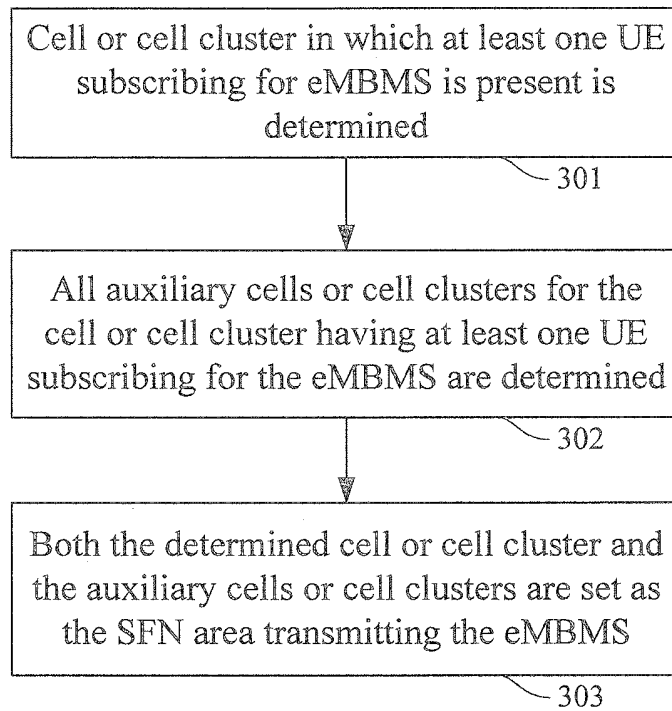 Cell or cell cluster in which at least one UE
subscribing for eMBMS is present is
determined
301
All auxiliary cells or cell clusters for the
cell or cell cluster having at least one UE
subscribing for the eMBMS are determined
302
Both the determined cell or cell cluster and
the auxiliary cells or cell clusters are set as
the SFN area transmitting the eMBMS
303